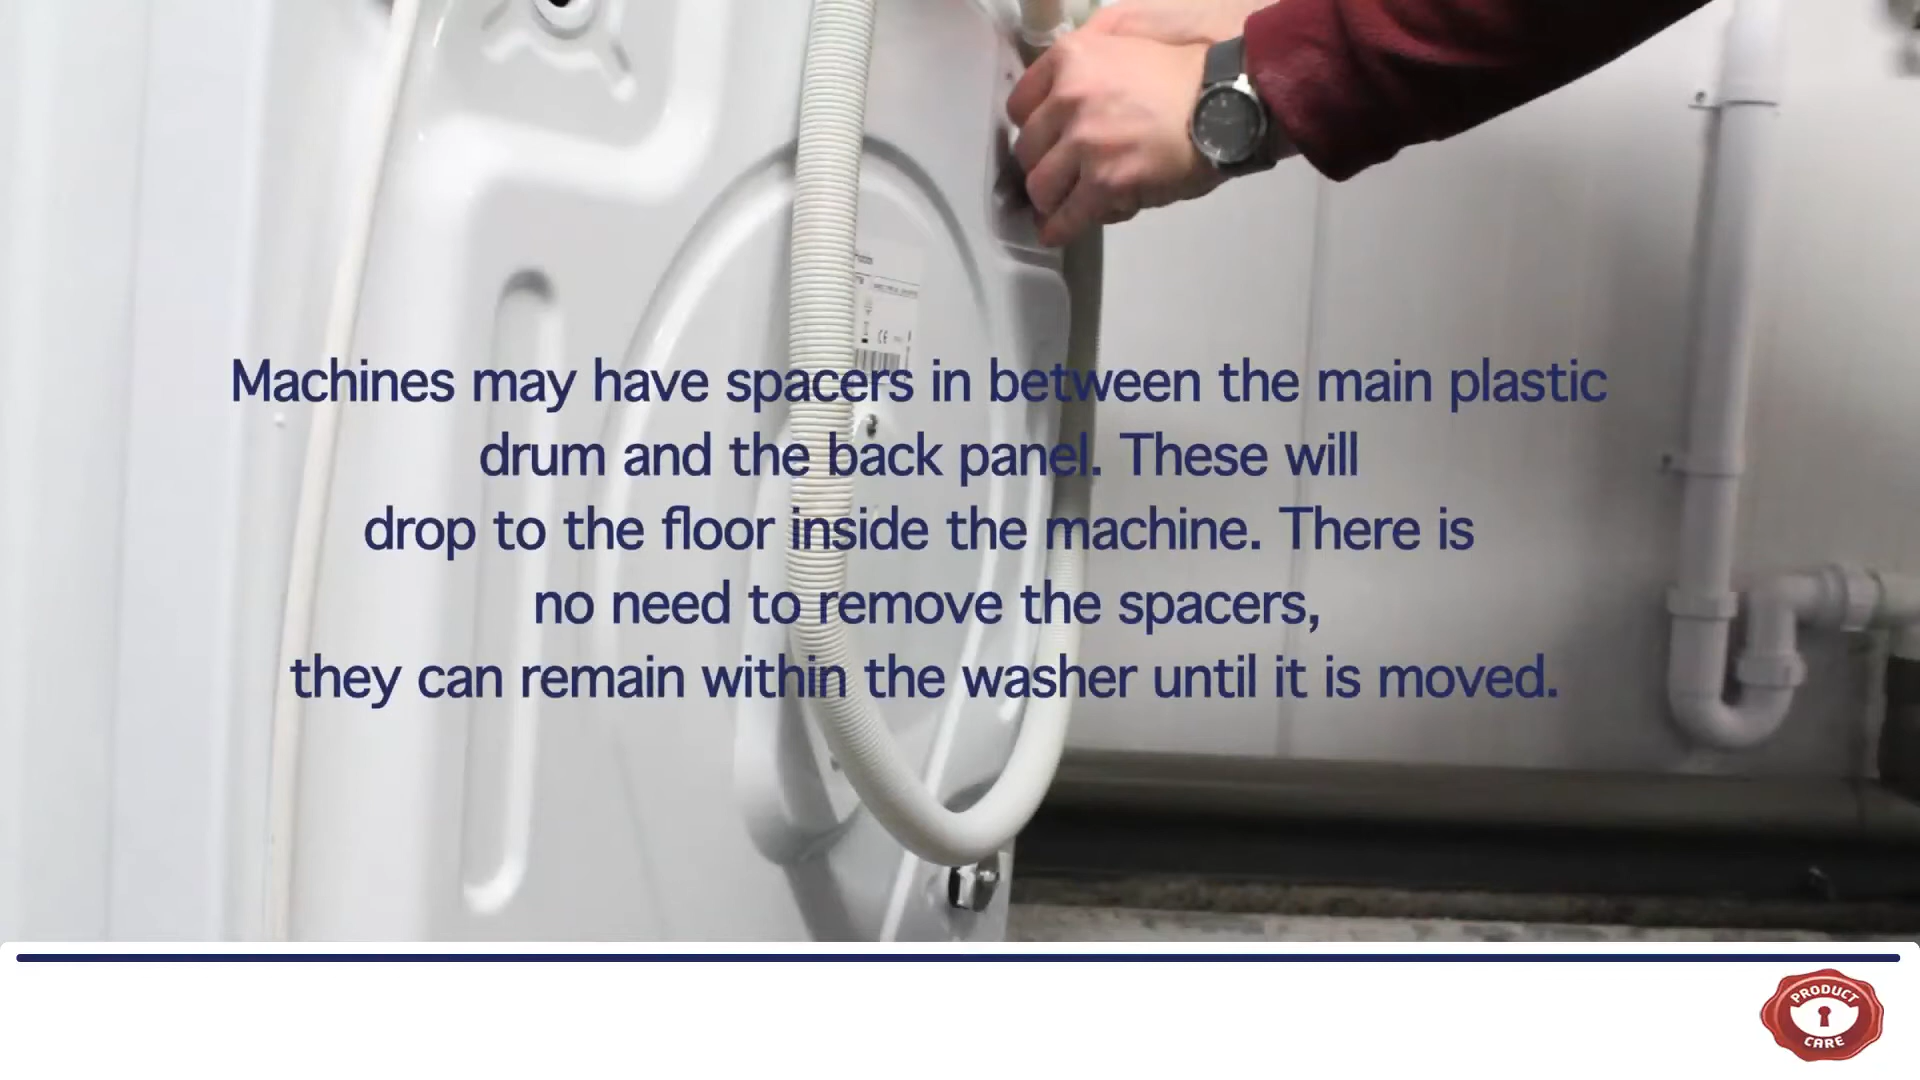 Machines may have spacers in between the main plastic
drum and the back panel. These will
drop to the floor inside the machine. There is
no need to remove the spacers,
they can remain within the washer until it is moved.
PRODUCT
CARE